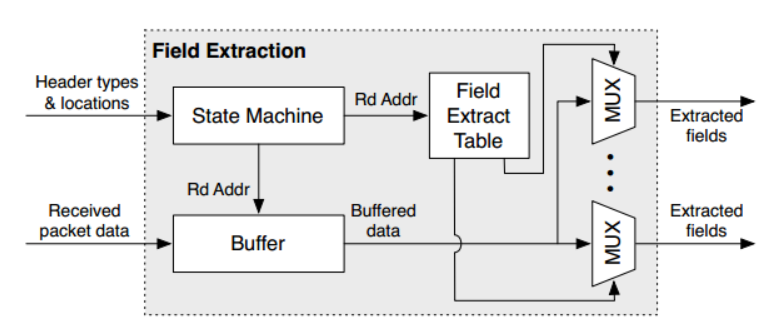 Field Extraction
Header types
& locations
State Machine
Rd Addr
Field
Extract
Table
MUX
Extracted
fields
Rd Addr
Received
packet data
Buffer
Buffered
data
MUX
Extracted
fields